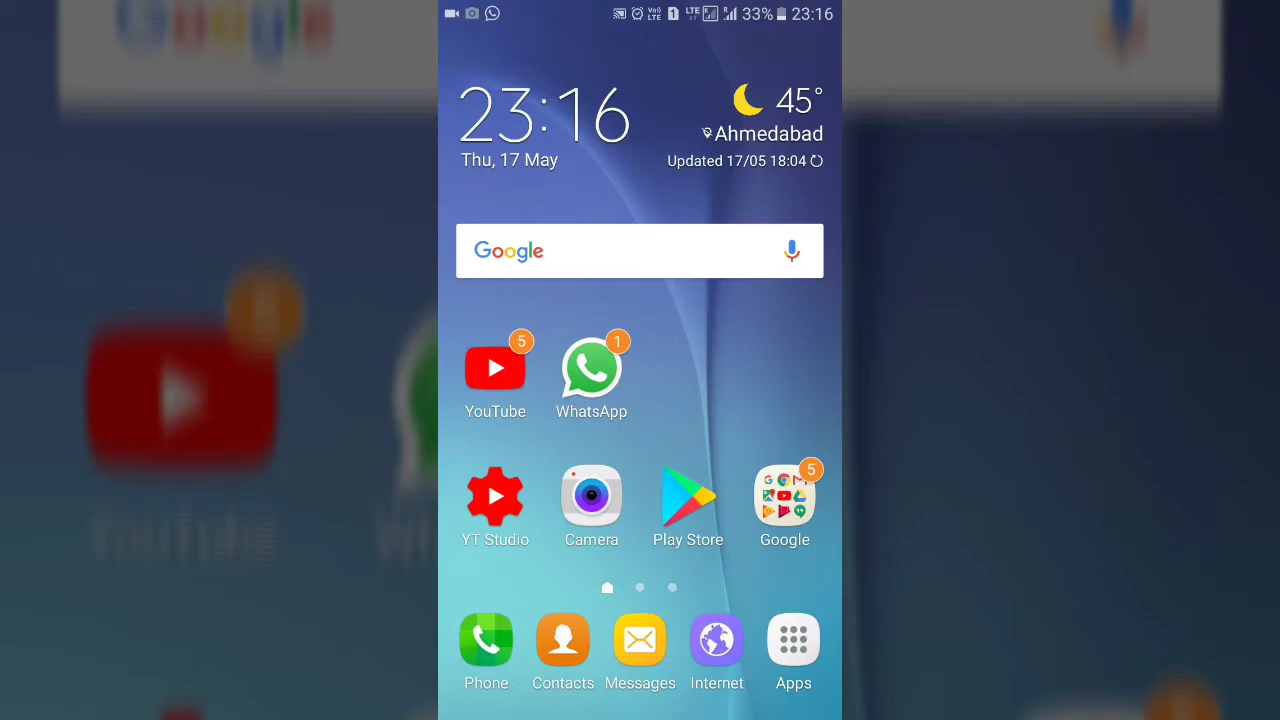 33% 23:16
23:16
45°
Ahmedabad
Thu, 17 May
Updated 17/05 18:04
Google
5
1
YouTube
WhatsApp
5
YT Studio
Camera
Play Store
Google
Phone
Contacts
Messages
Internet
Apps